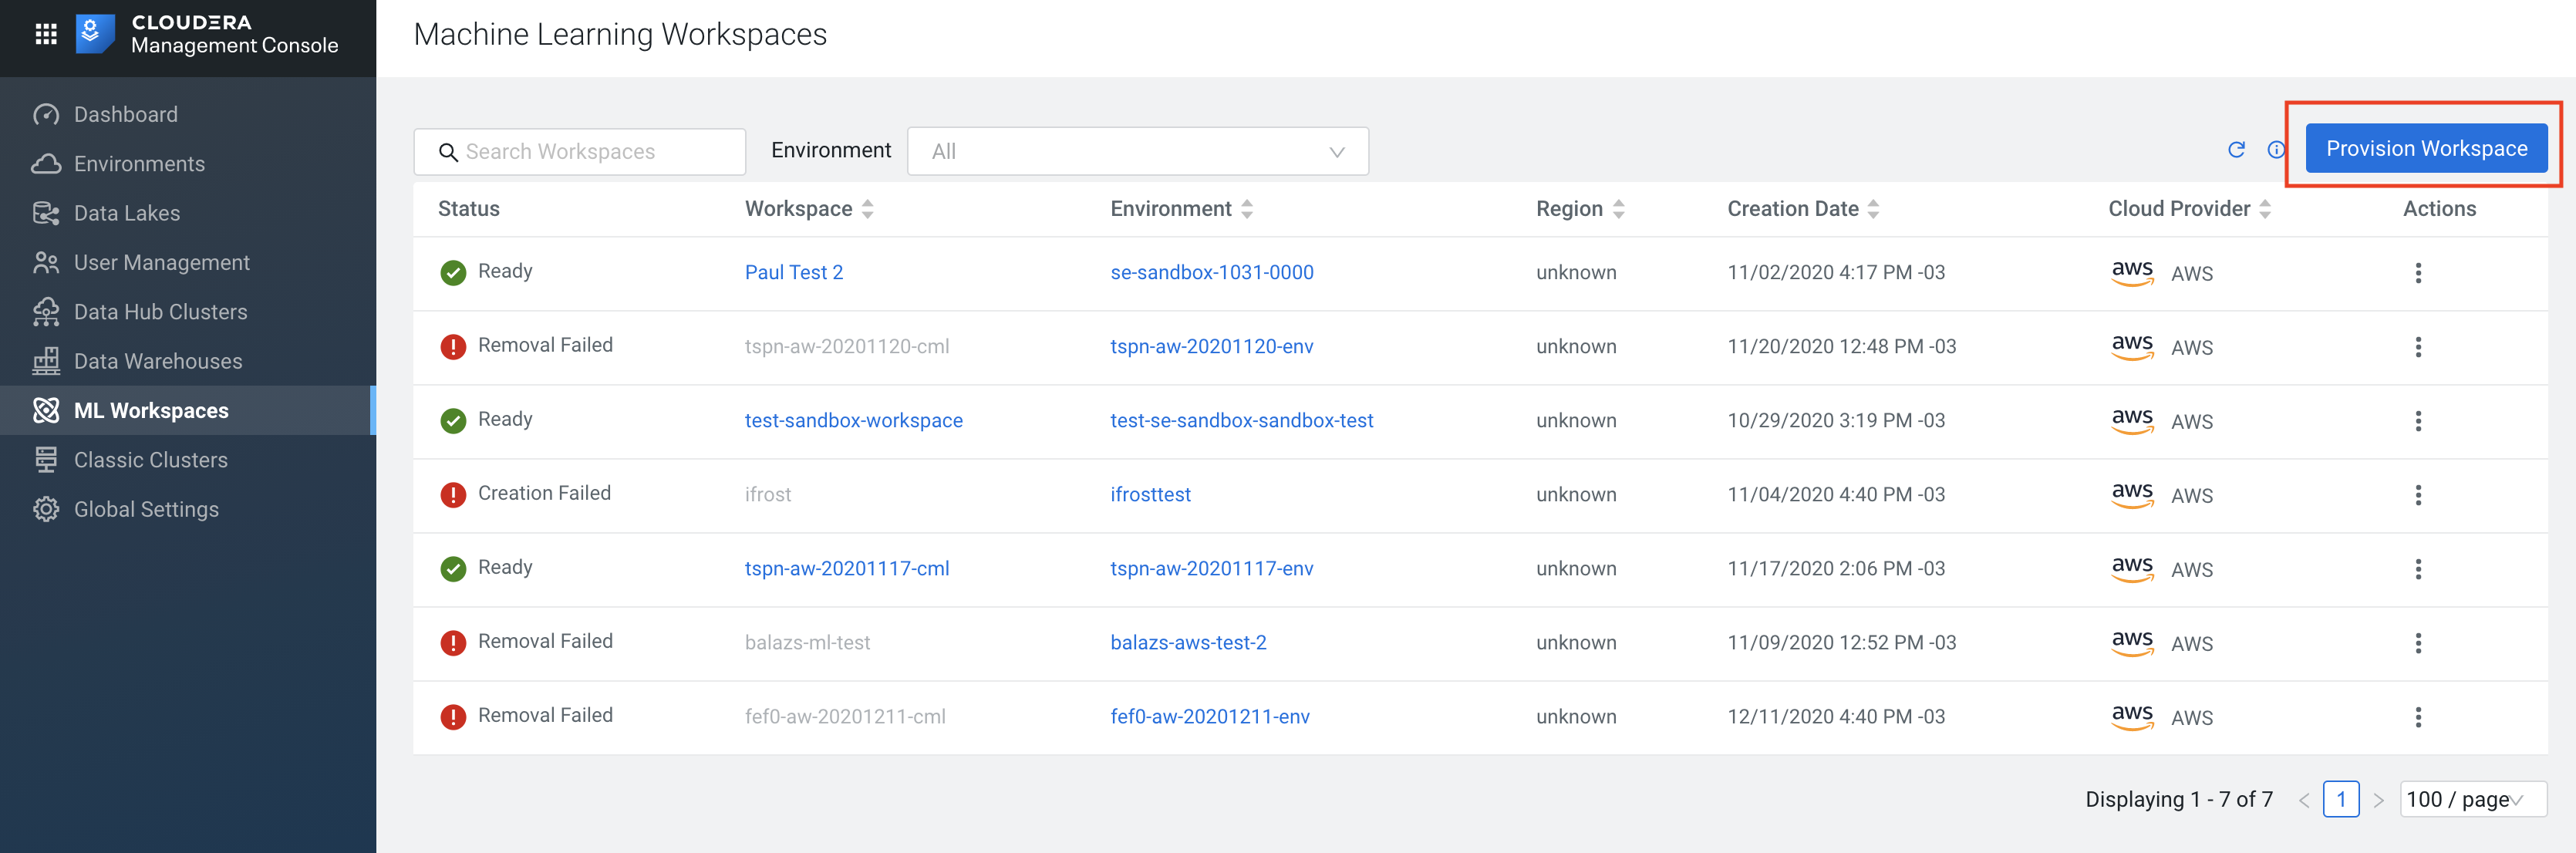 CLOUDERA
Management Console
Machine Learning Workspaces
Dashboard
Environments
Data Lakes
User Management
Data Hub Clusters
Data Warehouses
ML Workspaces
Classic Clusters
Global Settings
Search Workspaces Environment All Provision Workspace
Status Workspace Environment Region Creation Date Cloud Provider Actions
Ready Paul Test 2 se-sandbox-1031-0000 unknown 11/02/2020 4:17 PM -03 aws AWS
Removal Failed tspn-aw-20201120-cml tspn-aw-20201120-env unknown 11/20/2020 12:48 PM -03 aws AWS
Ready test-sandbox-workspace test-se-sandbox-sandbox-test unknown 10/29/2020 3:19 PM -03 aws AWS
Creation Failed ifrost ifrosttest unknown 11/04/2020 4:40 PM -03 aws AWS
Ready tspn-aw-20201117-cml tspn-aw-20201117-env unknown 11/17/2020 2:06 PM -03 aws AWS
Removal Failed balazs-ml-test balazs-aws-test-2 unknown 11/09/2020 12:52 PM -03 aws AWS
Removal Failed fef0-aw-20201211-cml fef0-aw-20201211-env unknown 12/11/2020 4:40 PM -03 aws AWS
Displaying 1 - 7 of 7 < 1 > 100 / page